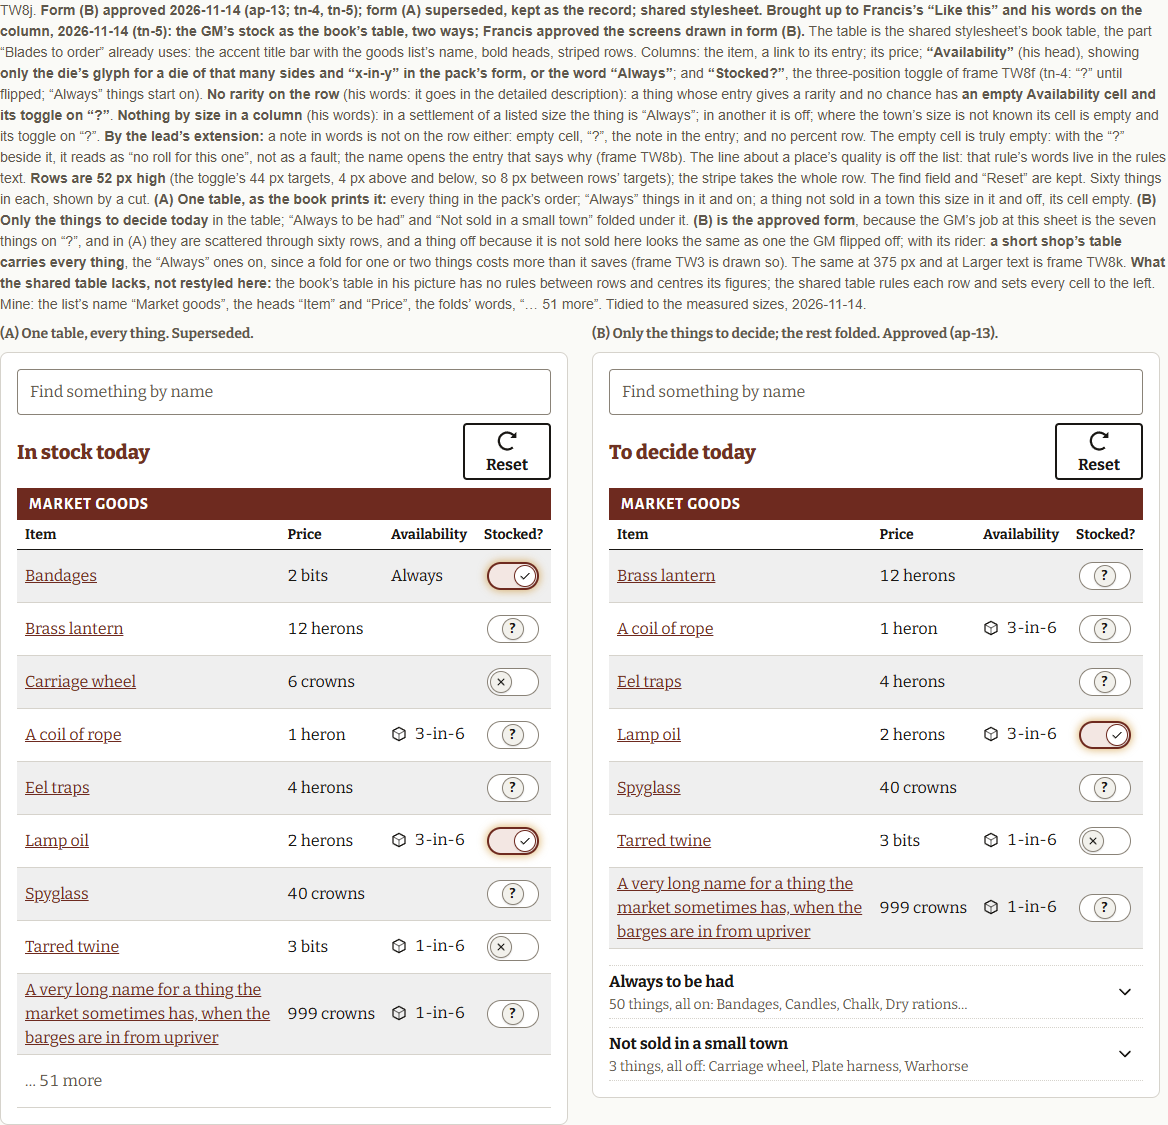 TW8j. Form (B) approved 2026-11-14 (ap-13; tn-4, tn-5); form (A) superseded, kept as the record; shared stylesheet. Brought up to Francis’s “Like this” and his words on the
column, 2026-11-14 (tn-5): the GM’s stock as the book’s table, two ways; Francis approved the screens drawn in form (B). The table is the shared stylesheet’s book table, the part
“Blades to order” already uses: the accent title bar with the goods list’s name, bold heads, striped rows. Columns: the item, a link to its entry; its price; “Availability” (his head), showing
only the die’s glyph for a die of that many sides and “x-in-y” in the pack’s form, or the word “Always”; and “Stocked?”, the three-position toggle of frame TW8f (tn-4: “?” until
flipped; “Always” things start on). No rarity on the row (his words: it goes in the detailed description): a thing whose entry gives a rarity and no chance has an empty Availability cell and
its toggle on “?”. Nothing by size in a column (his words): in a settlement of a listed size the thing is “Always”; in another it is off; where the town’s size is not known its cell is empty and
its toggle on “?”. By the lead’s extension: a note in words is not on the row either: empty cell, “?”, the note in the entry; and no percent row. The empty cell is truly empty: with the “?”
beside it, it reads as “no roll for this one”, not as a fault; the name opens the entry that says why (frame TW8b). The line about a place’s quality is off the list: that rule’s words live in the rules
text. Rows are 52 px high (the toggle’s 44 px targets, 4 px above and below, so 8 px between rows’ targets); the stripe takes the whole row. The find field and “Reset” are kept. Sixty things
in each, shown by a cut. (A) One table, as the book prints it: every thing in the pack’s order; “Always” things in it and on; a thing not sold in a town this size in it and off, its cell empty. (B)
Only the things to decide today in the table; “Always to be had” and “Not sold in a small town” folded under it. (B) is the approved form, because the GM’s job at this sheet is the seven
things on “?”, and in (A) they are scattered through sixty rows, and a thing off because it is not sold here looks the same as one the GM flipped off; with its rider: a short shop’s table
carries every thing, the “Always” ones on, since a fold for one or two things costs more than it saves (frame TW3 is drawn so). The same at 375 px and at Larger text is frame TW8k. What
the shared table lacks, not restyled here: the book’s table in his picture has no rules between rows and centres its figures; the shared table rules each row and sets every cell to the left.
Mine: the list’s name “Market goods”, the heads “Item” and “Price”, the folds’ words, “… 51 more”. Tidied to the measured sizes, 2026-11-14.
(A) One table, every thing. Superseded.
Find something by name
In stock today
Reset
MARKET GOODS
Item Price Availability Stocked?
Bandages 2 bits Always
Brass lantern 12 herons ?
Carriage wheel 6 crowns
A coil of rope 1 heron 3-in-6 ?
Eel traps 4 herons ?
Lamp oil 2 herons 3-in-6
Spyglass 40 crowns ?
Tarred twine 3 bits 1-in-6
A very long name for a thing the
market sometimes has, when the
barges are in from upriver 999 crowns 1-in-6 ?
… 51 more
(B) Only the things to decide; the rest folded. Approved (ap-13).
Find something by name
To decide today
Reset
MARKET GOODS
Item Price Availability Stocked?
Brass lantern 12 herons ?
A coil of rope 1 heron 3-in-6 ?
Eel traps 4 herons ?
Lamp oil 2 herons 3-in-6
Spyglass 40 crowns ?
Tarred twine 3 bits 1-in-6
A very long name for a thing the
market sometimes has, when the
barges are in from upriver 999 crowns 1-in-6 ?
Always to be had
50 things, all on: Bandages, Candles, Chalk, Dry rations…
Not sold in a small town
3 things, all off: Carriage wheel, Plate harness, Warhorse